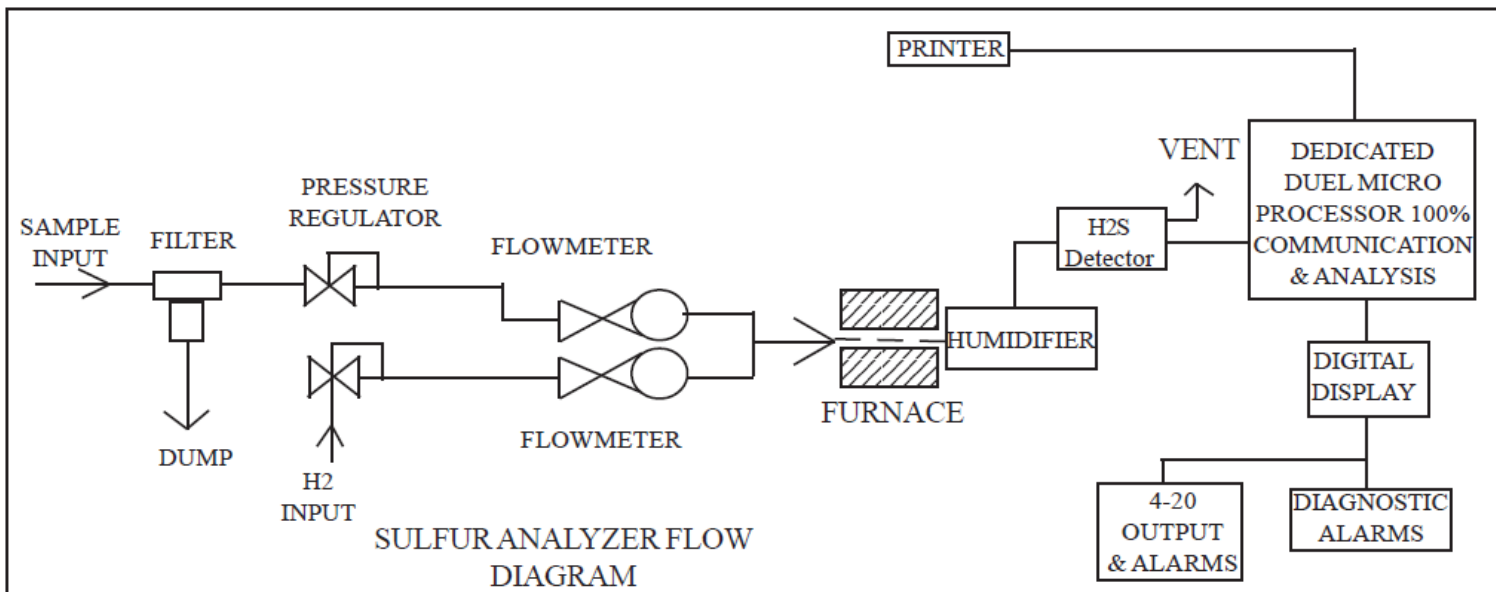 PRINTER
VENT
DEDICATED
DUEL MICRO
PROCESSOR 100%
COMMUNICATION
& ANALYSIS
PRESSURE
REGULATOR
SAMPLE
INPUT
FILTER
FLOWMETER
H2S
Detector
HUMIDIFIER
DIGITAL
DISPLAY
FURNACE
FLOWMETER
DUMP
H2
INPUT
4-20
OUTPUT
& ALARMS
DIAGNOSTIC
ALARMS
SULFUR ANALYZER FLOW
DIAGRAM